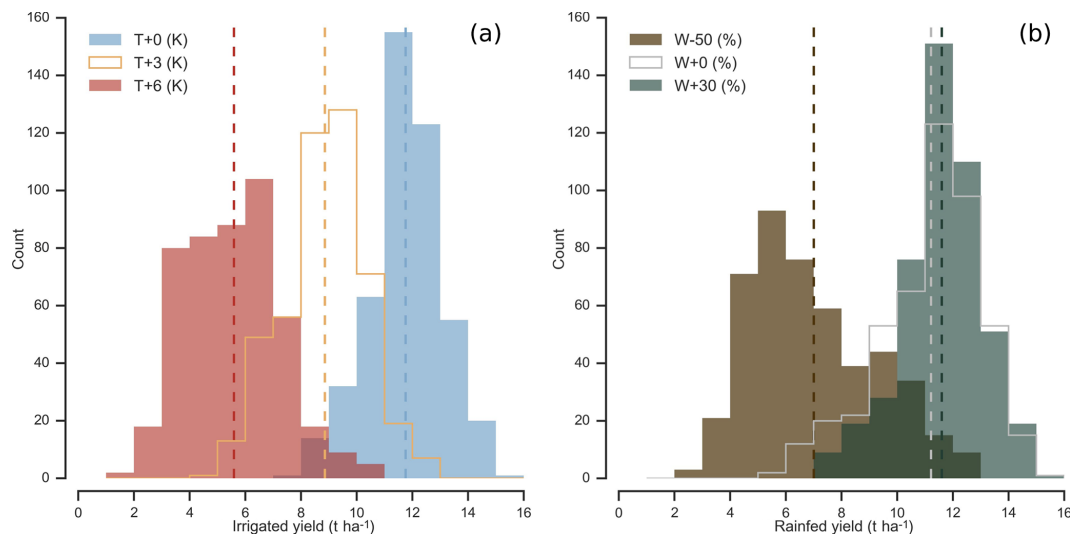 (a)
T+0 (K)
T+3 (K)
T+6 (K)
160
140
120
100
80
60
40
20
0
Count
0 2 4 6 8 10 12 14 16
Irrigated yield (t ha-1)
(b)
W-50 (%)
W+0 (%)
W+30 (%)
160
140
120
100
80
60
40
20
0
Count
0 2 4 6 8 10 12 14 16
Rainfed yield (t ha-1)